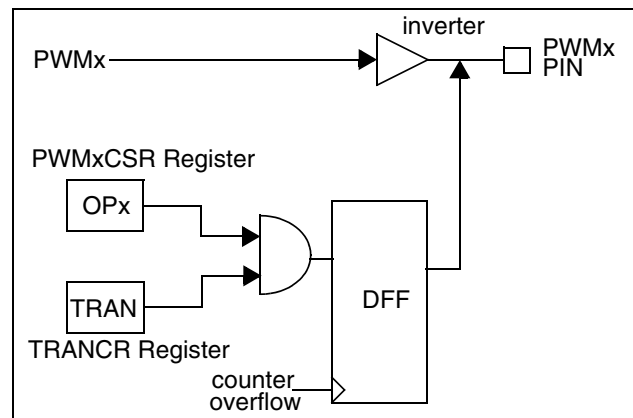 inverter
PWMx
PWMx
PIN
PWMxCSR Register
OPx
TRAN
DFF
TRANCR Register
counter
overflow